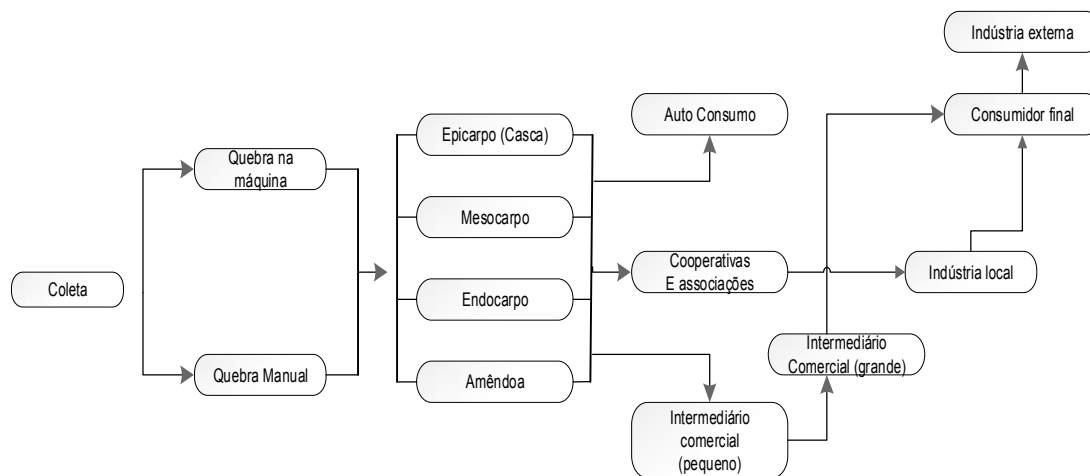 Coleta
Quebra na
máquina
Quebra Manual
Epicarpo (Casca)
Mesocarpo
Endocarpo
Amêndoa
Auto Consumo
Cooperativas
E associações
Intermediário
comercial
(pequeno)
Intermediário
Comercial (grande)
Indústria local
Consumidor final
Indústria externa